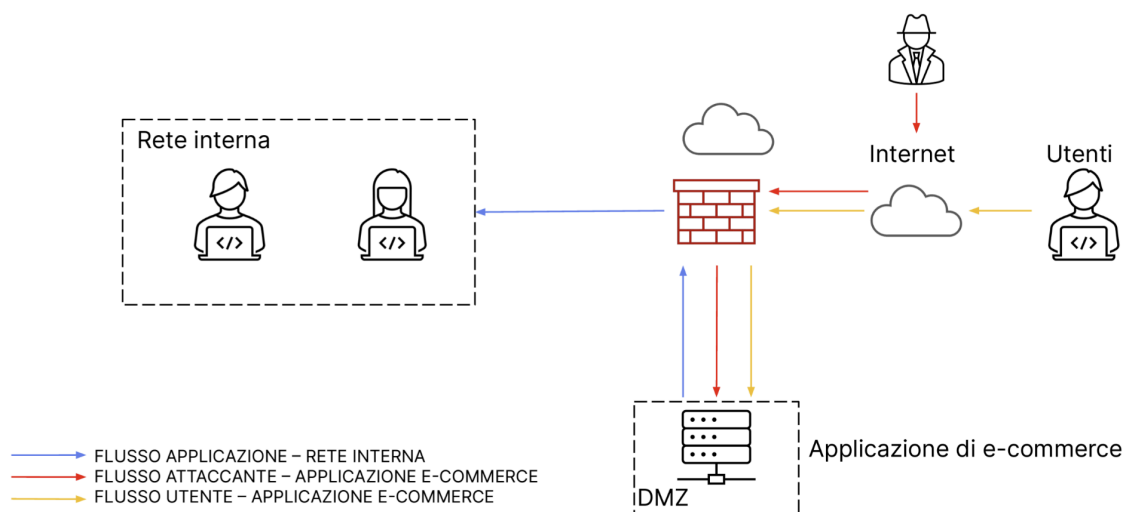 Rete interna
Internet
Utenti
</>
</>
</>
Applicazione di e-commerce
DMZ
FLUSSO APPLICAZIONE – RETE INTERNA
FLUSSO ATTACCANTE – APPLICAZIONE E-COMMERCE
FLUSSO UTENTE – APPLICAZIONE E-COMMERCE